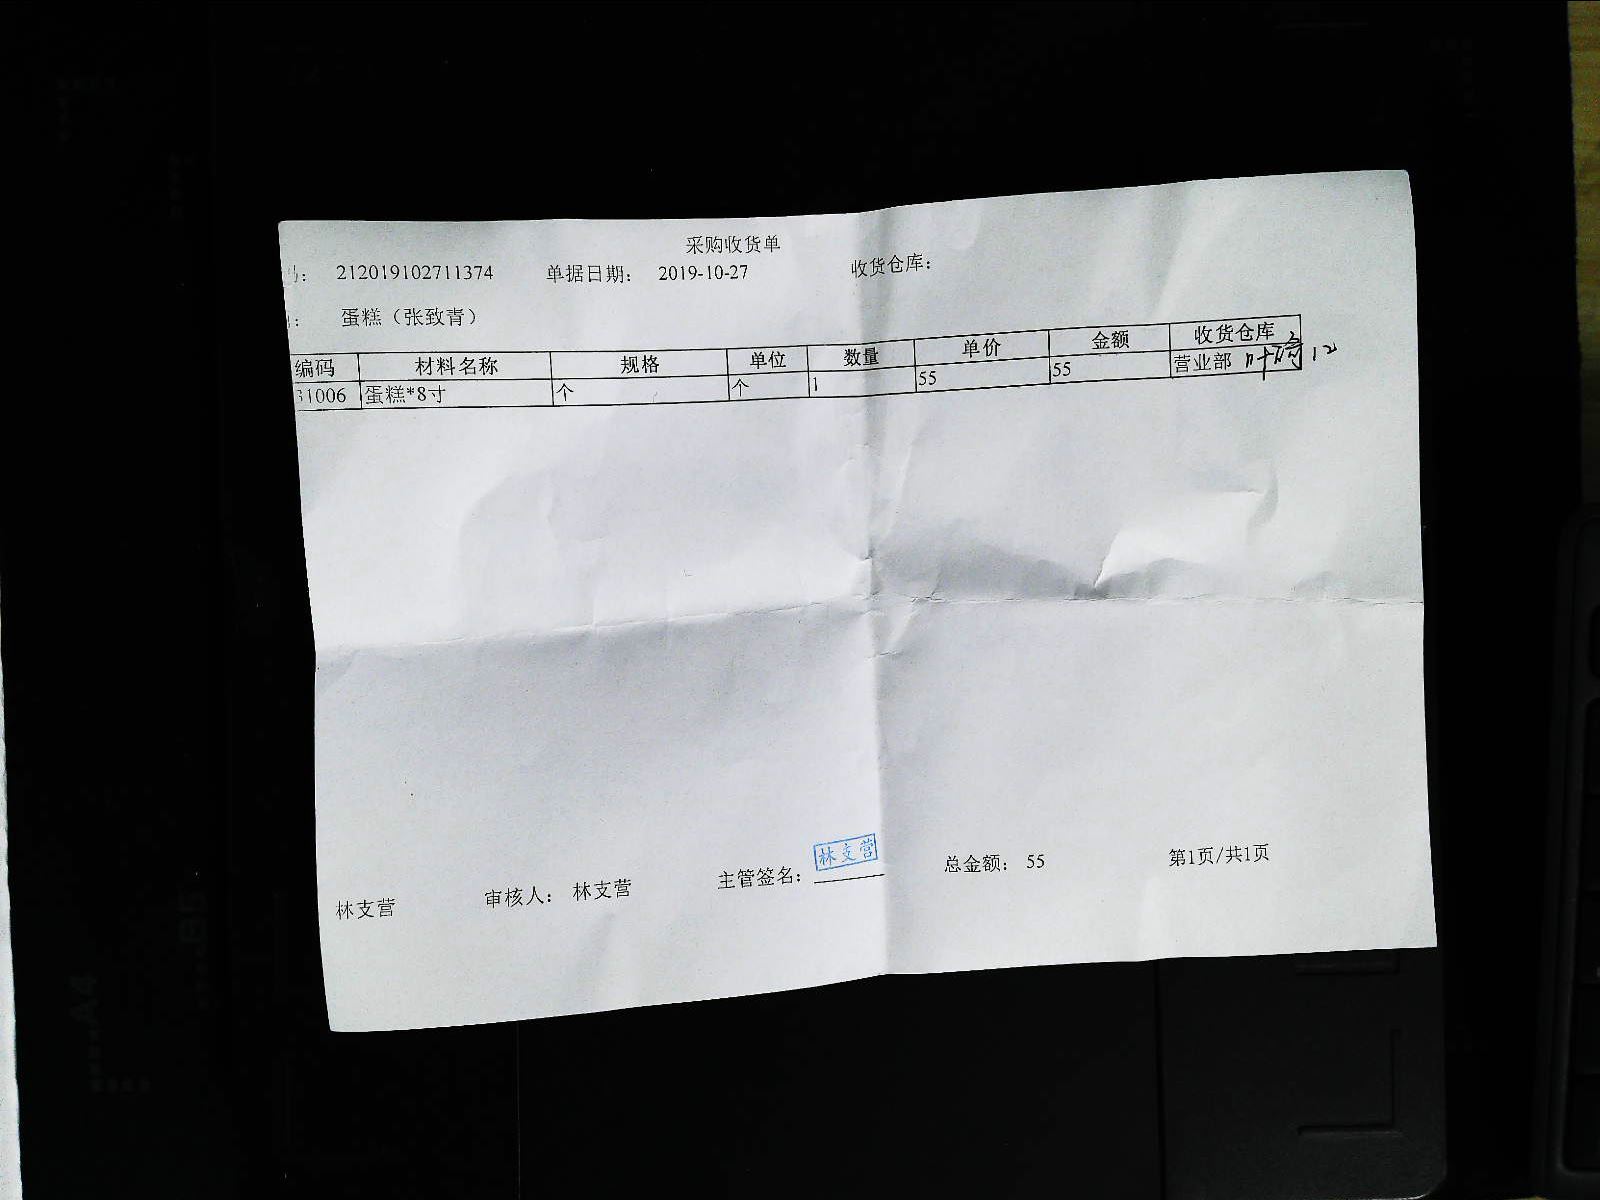 采购收货单
: 212019102711374 单据日期: 2019-10-27 收货仓库:
: 蛋糕（张致青）
编码 材料名称 规格 单位 数量 单价 金额 收货仓库
31006 蛋糕*8寸 个 个 1 55 55 营业部 12
林支营 审核人: 林支营 主管签名: 林支营 总金额: 55 第1页/共1页